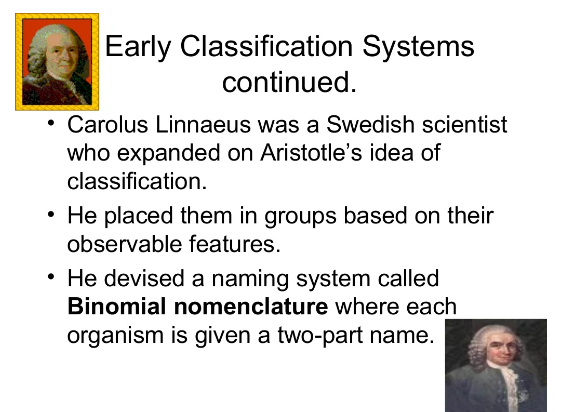 Early Classification Systems
continued.
• Carolus Linnaeus was a Swedish scientist
who expanded on Aristotle’s idea of
classification.
• He placed them in groups based on their
observable features.
• He devised a naming system called
Binomial nomenclature where each
organism is given a two-part name.